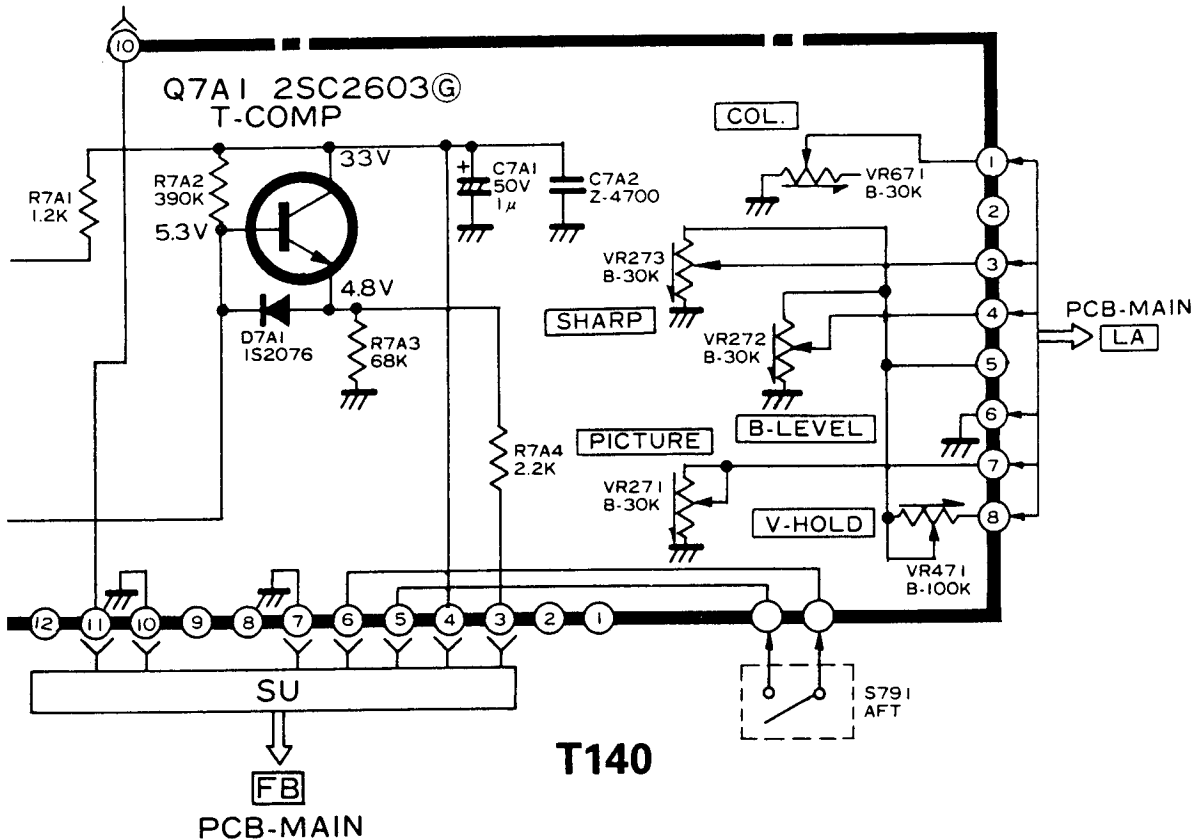 10
Q7A1 2SC2603Ⓖ
T-COMP
33V
R7A1
1.2K
R7A2
390K
5.3V
4.8V
C7A1
+
50V
1μ
C7A2
Z-4700
D7A1
1S2076
R7A3
68K
R7A4
2.2K
COL.
VR671
B-30K
VR273
B-30K
SHARP
VR272
B-30K
B-LEVEL
PICTURE
VR271
B-30K
V-HOLD
VR471
B-100K
1
2
3
4
5
6
7
8
PCB-MAIN
LA
12 11 10 9 8 7 6 5 4 3 2 1
SU
S791
AFT
T140
FB
PCB-MAIN